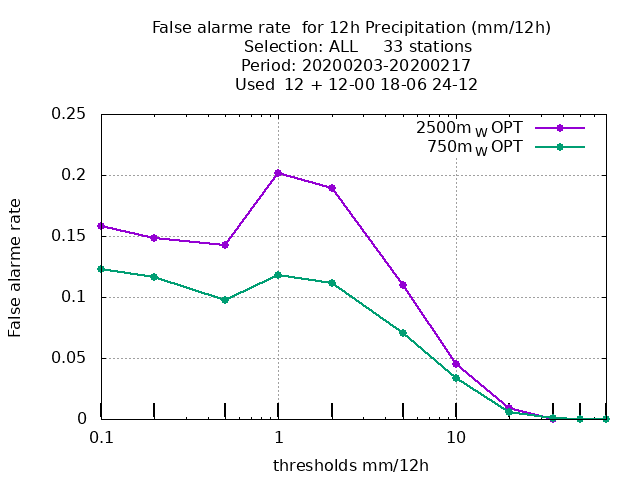 False alarme rate  for 12h Precipitation (mm/12h)
Selection: ALL     33 stations
Period: 20200203-20200217
Used  12 + 12-00 18-06 24-12
0.25
0.2
0.15
0.1
0.05
0
False alarme rate
2500m W OPT
750m W OPT
0.1 1 10
thresholds mm/12h